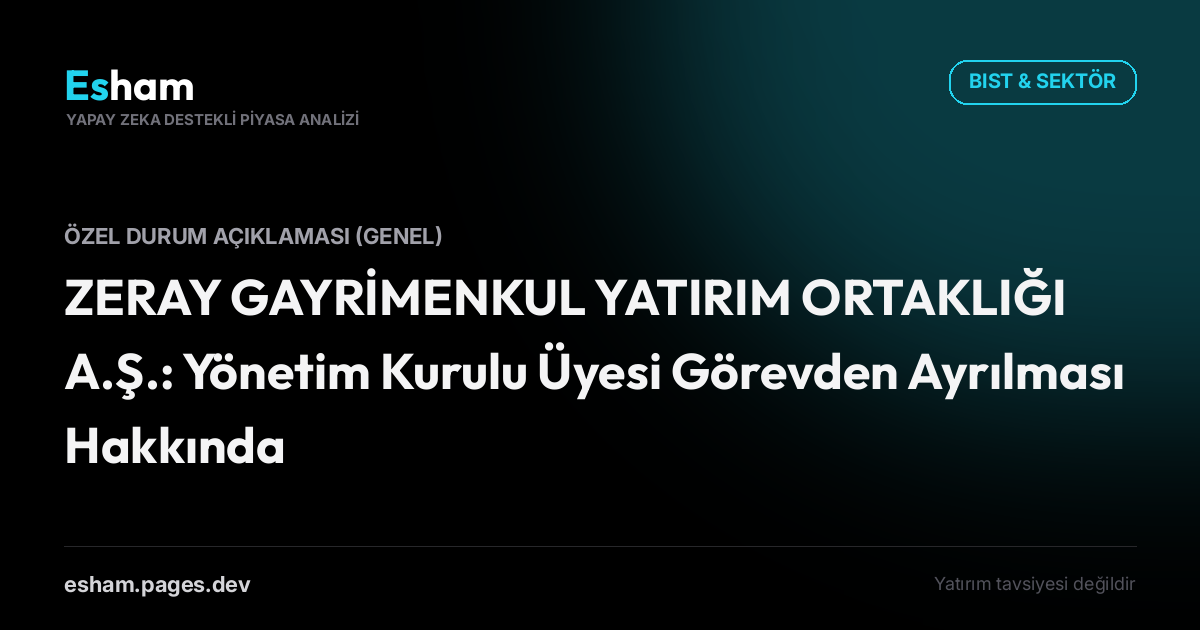 Esham
BIST & SEKTÖR
YAPAY ZEKA DESTEKLİ PİYASA ANALİZİ
ÖZEL DURUM AÇIKLAMASI (GENEL)
ZERAY GAYRİMENKUL YATIRIM ORTAKLIĞI
A.Ş.: Yönetim Kurulu Üyesi Görevden Ayrılması
Hakkında
esham.pages.dev
Yatırım tavsiyesi değildir